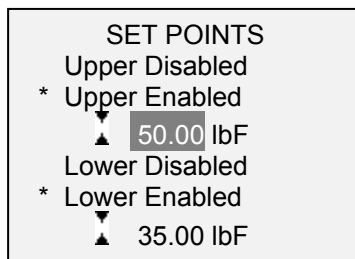 SET POINTS
Upper Disabled
* Upper Enabled
50.00 lbF
Lower Disabled
* Lower Enabled
35.00 lbF